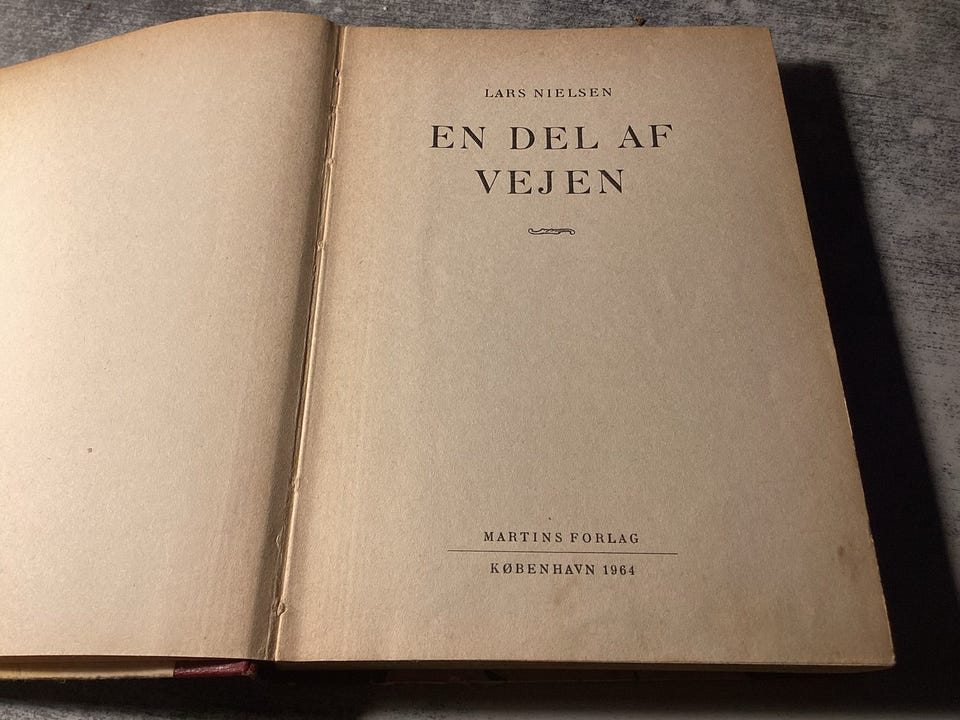 LARS NIELSEN
EN DEL AF
VEJEN
MARTINS FORLAG
KØBENHAVN 1964